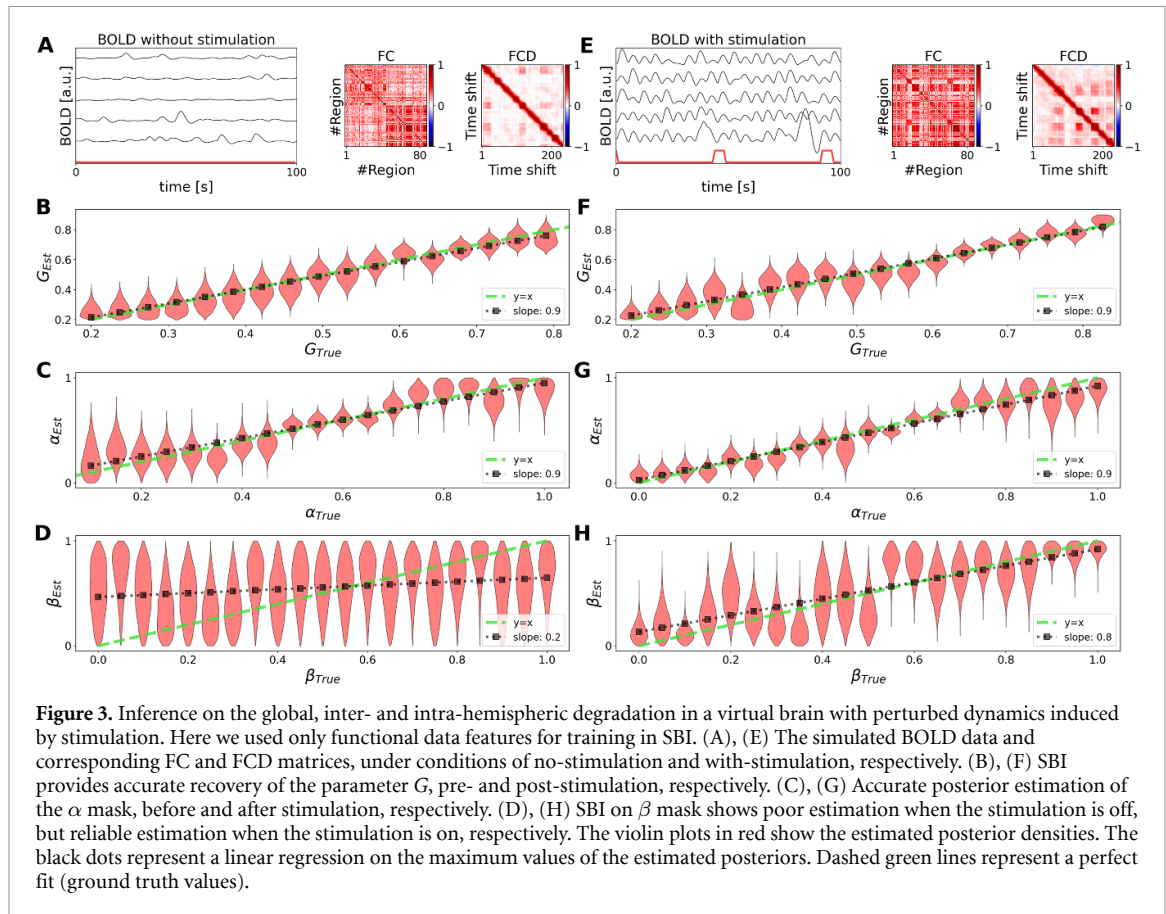 A
BOLD without stimulation
BOLD [a.u.]
0
100
time [s]
FC
#Region
1
80
#Region
1
0
−1
FCD
Time shift
1
200
Time shift
1
0
−1
E
BOLD with stimulation
BOLD [a.u.]
0
100
time [s]
FC
#Region
1
80
#Region
1
0
−1
FCD
Time shift
1
200
Time shift
1
0
−1
B
G_Est
0.8
0.6
0.4
0.2
y=x
slope: 0.9
0.2 0.3 0.4 0.5 0.6 0.7 0.8
G_True
F
G_Est
0.8
0.6
0.4
0.2
y=x
slope: 0.9
0.2 0.3 0.4 0.5 0.6 0.7 0.8
G_True
C
α_Est
1
0
y=x
slope: 0.9
0.2 0.4 0.6 0.8 1.0
α_True
G
α_Est
1
0
y=x
slope: 0.9
0.0 0.2 0.4 0.6 0.8 1.0
α_True
D
β_Est
1
0
y=x
slope: 0.2
0.0 0.2 0.4 0.6 0.8 1.0
β_True
H
β_Est
1
0
y=x
slope: 0.8
0.0 0.2 0.4 0.6 0.8 1.0
β_True
Figure 3. Inference on the global, inter- and intra-hemispheric degradation in a virtual brain with perturbed dynamics induced
by stimulation. Here we used only functional data features for training in SBI. (A), (E) The simulated BOLD data and
corresponding FC and FCD matrices, under conditions of no-stimulation and with-stimulation, respectively. (B), (F) SBI
provides accurate recovery of the parameter G, pre- and post-stimulation, respectively. (C), (G) Accurate posterior estimation of
the α mask, before and after stimulation, respectively. (D), (H) SBI on β mask shows poor estimation when the stimulation is off,
but reliable estimation when the stimulation is on, respectively. The violin plots in red show the estimated posterior densities. The
black dots represent a linear regression on the maximum values of the estimated posteriors. Dashed green lines represent a perfect
fit (ground truth values).